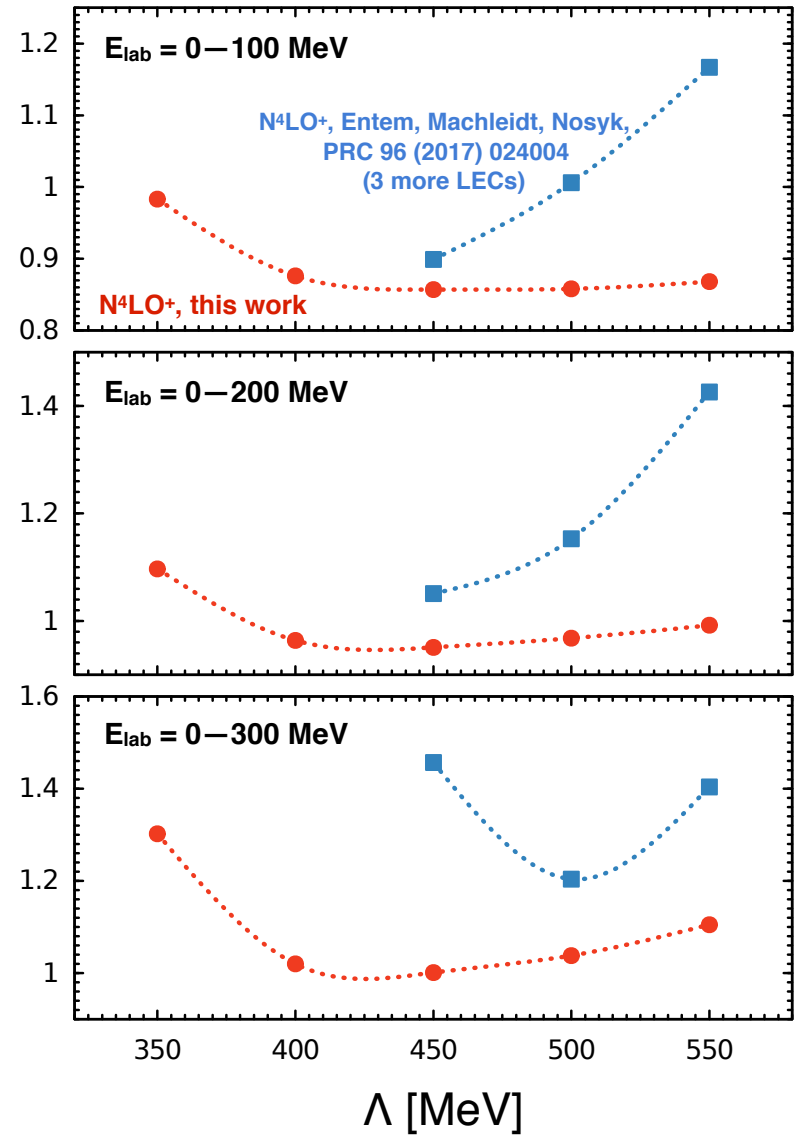 E_lab = 0—100 MeV
1.2
1.1
1
0.9
0.8
N⁴LO⁺, Entem, Machleidt, Nosyk,
PRC 96 (2017) 024004
(3 more LECs)
N⁴LO⁺, this work
E_lab = 0—200 MeV
1.4
1.2
1
E_lab = 0—300 MeV
1.6
1.4
1.2
1
350 400 450 500 550
Λ [MeV]